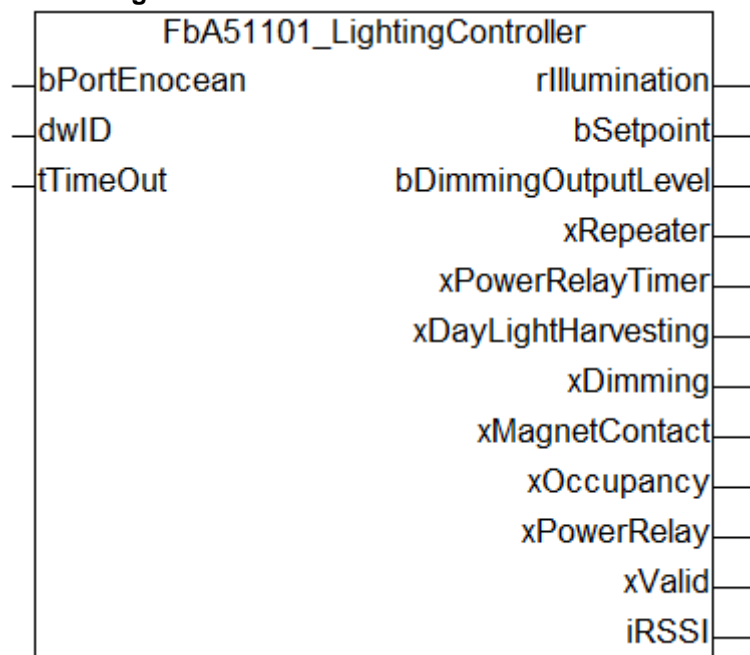 FbA51101_LightingController
bPortEnocean rIllumination
dwID bSetpoint
tTimeOut bDimmingOutputLevel
xRepeater
xPowerRelayTimer
xDayLightHarvesting
xDimming
xMagnetContact
xOccupancy
xPowerRelay
xValid
iRSSI